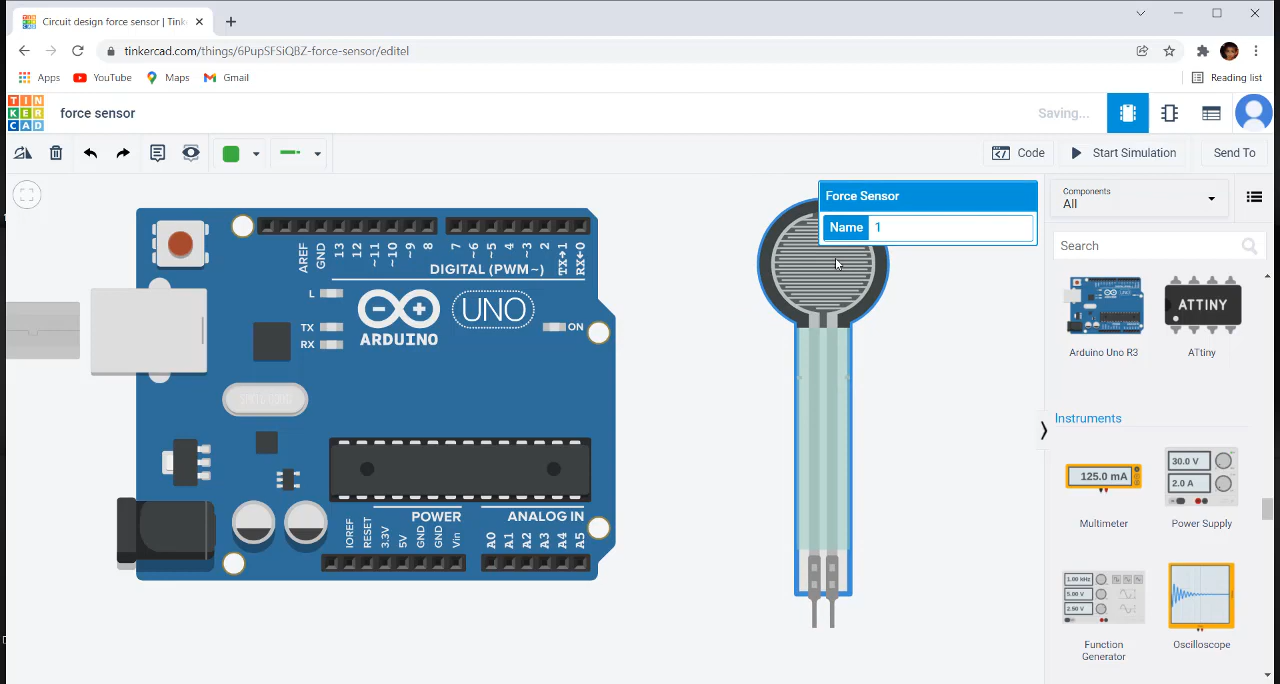 Circuit design force sensor | Tink
tinkercad.com/things/6PupSFSiQBZ-force-sensor/editel
Apps
YouTube
Maps
Gmail
Reading list
TIN
KER
CAD
force sensor
Saving...
Code
Start Simulation
Send To
Force Sensor
Name 1
Components
All
Search
AREF
GND
13
12
~11
~10
~9
8
7
~6
~5
4
~3
2
TX→1
RX←0
DIGITAL (PWM ~)
L
TX
RX
ARDUINO
UNO
ON
POWER
ANALOG IN
IOREF
RESET
3.3V
5V
GND
GND
Vin
A0
A1
A2
A3
A4
A5
ATTINY
Arduino Uno R3
ATtiny
Instruments
125.0 mA
30.0 V
2.0 A
Multimeter
Power Supply
1.00 kHz
5.00 V
2.50 V
Function
Generator
Oscilloscope